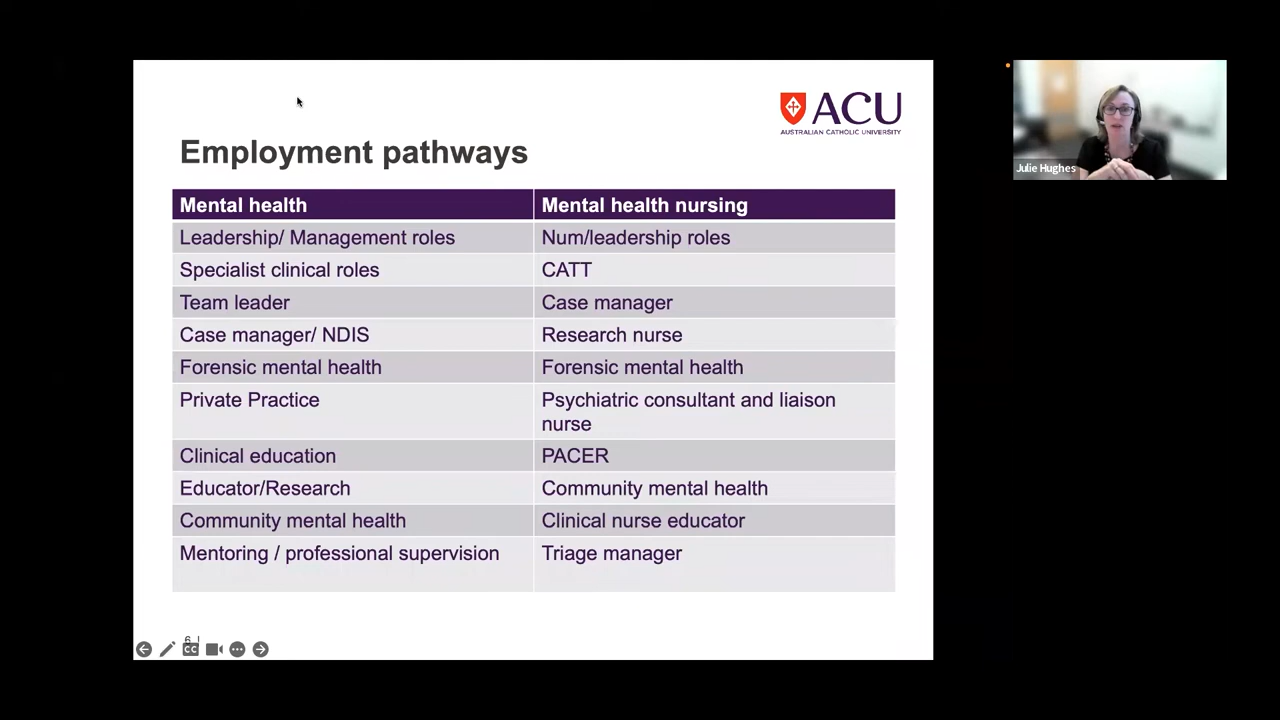 ACU
AUSTRALIAN CATHOLIC UNIVERSITY
Employment pathways
Mental health
Mental health nursing
Leadership/ Management roles
Num/leadership roles
Specialist clinical roles
CATT
Team leader
Case manager
Case manager/ NDIS
Research nurse
Forensic mental health
Forensic mental health
Private Practice
Psychiatric consultant and liaison
nurse
Clinical education
PACER
Educator/Research
Community mental health
Community mental health
Clinical nurse educator
Mentoring / professional supervision
Triage manager
6 |
CC
Julie Hughes